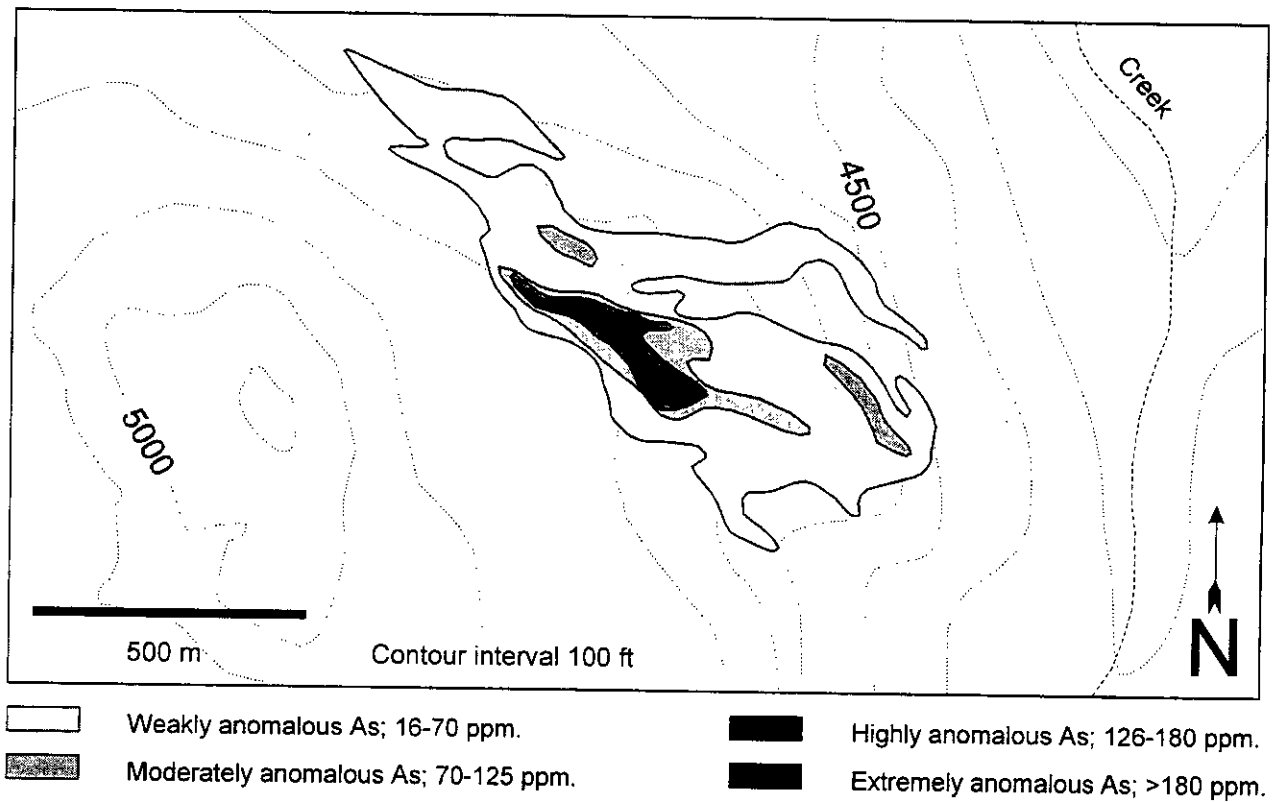 Creek
4500
5000
N
500 m
Contour interval 100 ft
Weakly anomalous As; 16-70 ppm.
Moderately anomalous As; 70-125 ppm.
Highly anomalous As; 126-180 ppm.
Extremely anomalous As; >180 ppm.